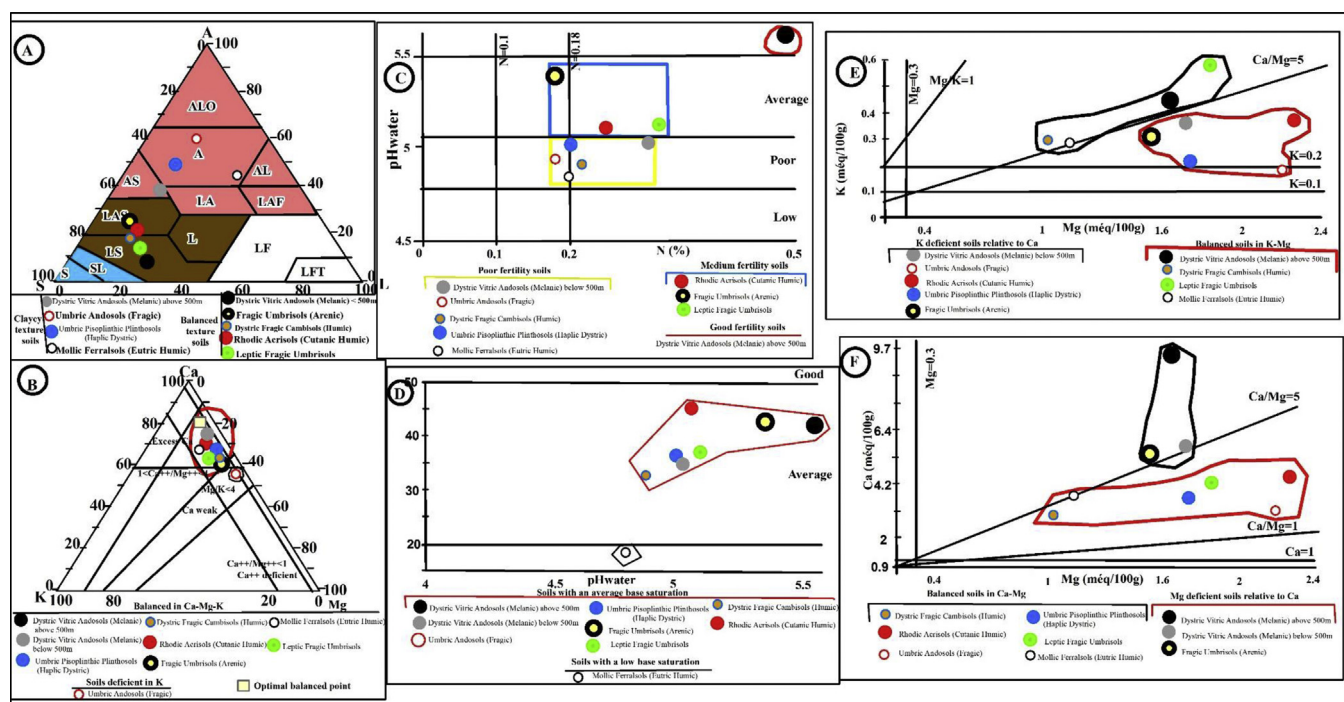 A
A
0 100
20
80
ALO
40
60
A
AL
60
AS
40
LA
LAF
LAS
80
L
20
LS
LF
100
S
SL
LFT
0
S
80
60
40
20
0 100
L
Claycy texture soils
Dystric Vitric Andosols (Melanic) above 500m
Umbric Andosols (Fragic)
Umbric Pisoplinthic Plinthosols (Haplic Dystric)
Mollic Ferralsols (Eutric Humic)
Balanced texture soils
Dystric Vitric Andosols (Melanic) < 500m
Fragic Umbrisols (Arenic)
Dystric Fragic Cambisols (Humic)
Rhodic Acrisols (Cutanic Humic)
Leptic Fragic Umbrisols
B
Ca
100 0
80
20
Excess
60
40
1<Ca++/Mg++<
Mg/K<4
40
60
Ca weak
20
80
Ca++/Mg++<1
Ca++ deficient
0
100
K
100
80
20
0
Mg
Balanced in Ca-Mg-K
Dystric Vitric Andosols (Melanic) above 500m
Dystric Vitric Andosols (Melanic) below 500m
Umbric Pisoplinthic Plinthosols (Haplic Dystric)
Dystric Fragic Cambisols (Humic)
Rhodic Acrisols (Cutanic Humic)
Fragic Umbrisols (Arenic)
Mollic Ferralsols (Eutric Humic)
Leptic Fragic Umbrisols
Soils deficient in K
Umbric Andosols (Fragic)
Optimal balanced point
C
N=0.1
N=0.18
5.5
Average
pHwater
5
Poor
Low
4.5
0
0.2
N (%)
0.5
Poor fertility soils
Dystric Vitric Andosols (Melanic) below 500m
Umbric Andosols (Fragic)
Dystric Fragic Cambisols (Humic)
Umbric Pisoplinthic Plinthosols (Haplic Dystric)
Mollic Ferralsols (Eutric Humic)
Medium fertility soils
Rhodic Acrisols (Cutanic Humic)
Fragic Umbrisols (Arenic)
Leptic Fragic Umbrisols
Good fertility soils
Dystric Vitric Andosols (Melanic) above 500m
D
Good
50
40
Average
30
20
4
pHwater
5
5.5
Soils with an average base saturation
Dystric Vitric Andosols (Melanic) above 500m
Dystric Vitric Andosols (Melanic) below 500m
Umbric Andosols (Fragic)
Umbric Pisoplinthic Plinthosols (Haplic Dystric)
Fragic Umbrisols (Arenic)
Leptic Fragic Umbrisols
Dystric Fragic Cambisols (Humic)
Rhodic Acrisols (Cutanic Humic)
Soils with a low base saturation
Mollic Ferralsols (Eutric Humic)
E
0.6
Mg=0.3
Mg/K=1
Ca/Mg=5
K (méq/100g)
0.4
0.3
K=0.2
0.1
K=0.1
0
0.4
1
Mg (méq/100g)
1.6
2
2.4
K deficient soils relative to Ca
Dystric Vitric Andosols (Melanic) below 500m
Umbric Andosols (Fragic)
Rhodic Acrisols (Cutanic Humic)
Umbric Pisoplinthic Plinthosols (Haplic Dystric)
Fragic Umbrisols (Arenic)
Balanced soils in K-Mg
Dystric Vitric Andosols (Melanic) above 500m
Dystric Fragic Cambisols (Humic)
Leptic Fragic Umbrisols
Mollic Ferralsols (Eutric Humic)
F
9.7
Mg=0.3
8
Ca/Mg=5
Ca (méq/100g)
6
4.2
2
Ca/Mg=1
Ca=1
0.9
0.4
1
Mg (méq/100g)
1.6
2
2.4
Balanced soils in Ca-Mg
Dystric Fragic Cambisols (Humic)
Rhodic Acrisols (Cutanic Humic)
Umbric Andosols (Fragic)
Umbric Pisoplinthic Plinthosols (Haplic Dystric)
Leptic Fragic Umbrisols
Mollic Ferralsols (Eutric Humic)
Mg deficient soils relative to Ca
Dystric Vitric Andosols (Melanic) above 500m
Dystric Vitric Andosols (Melanic) below 500m
Fragic Umbrisols (Arenic)